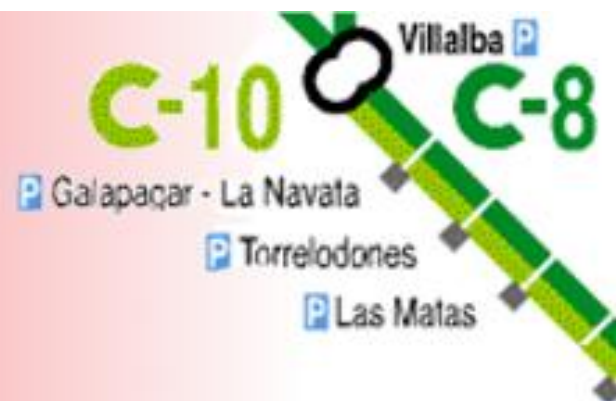 Villalba P
C-10 C-8
P Galapagar - La Navata
P Torrelodones
P Las Matas